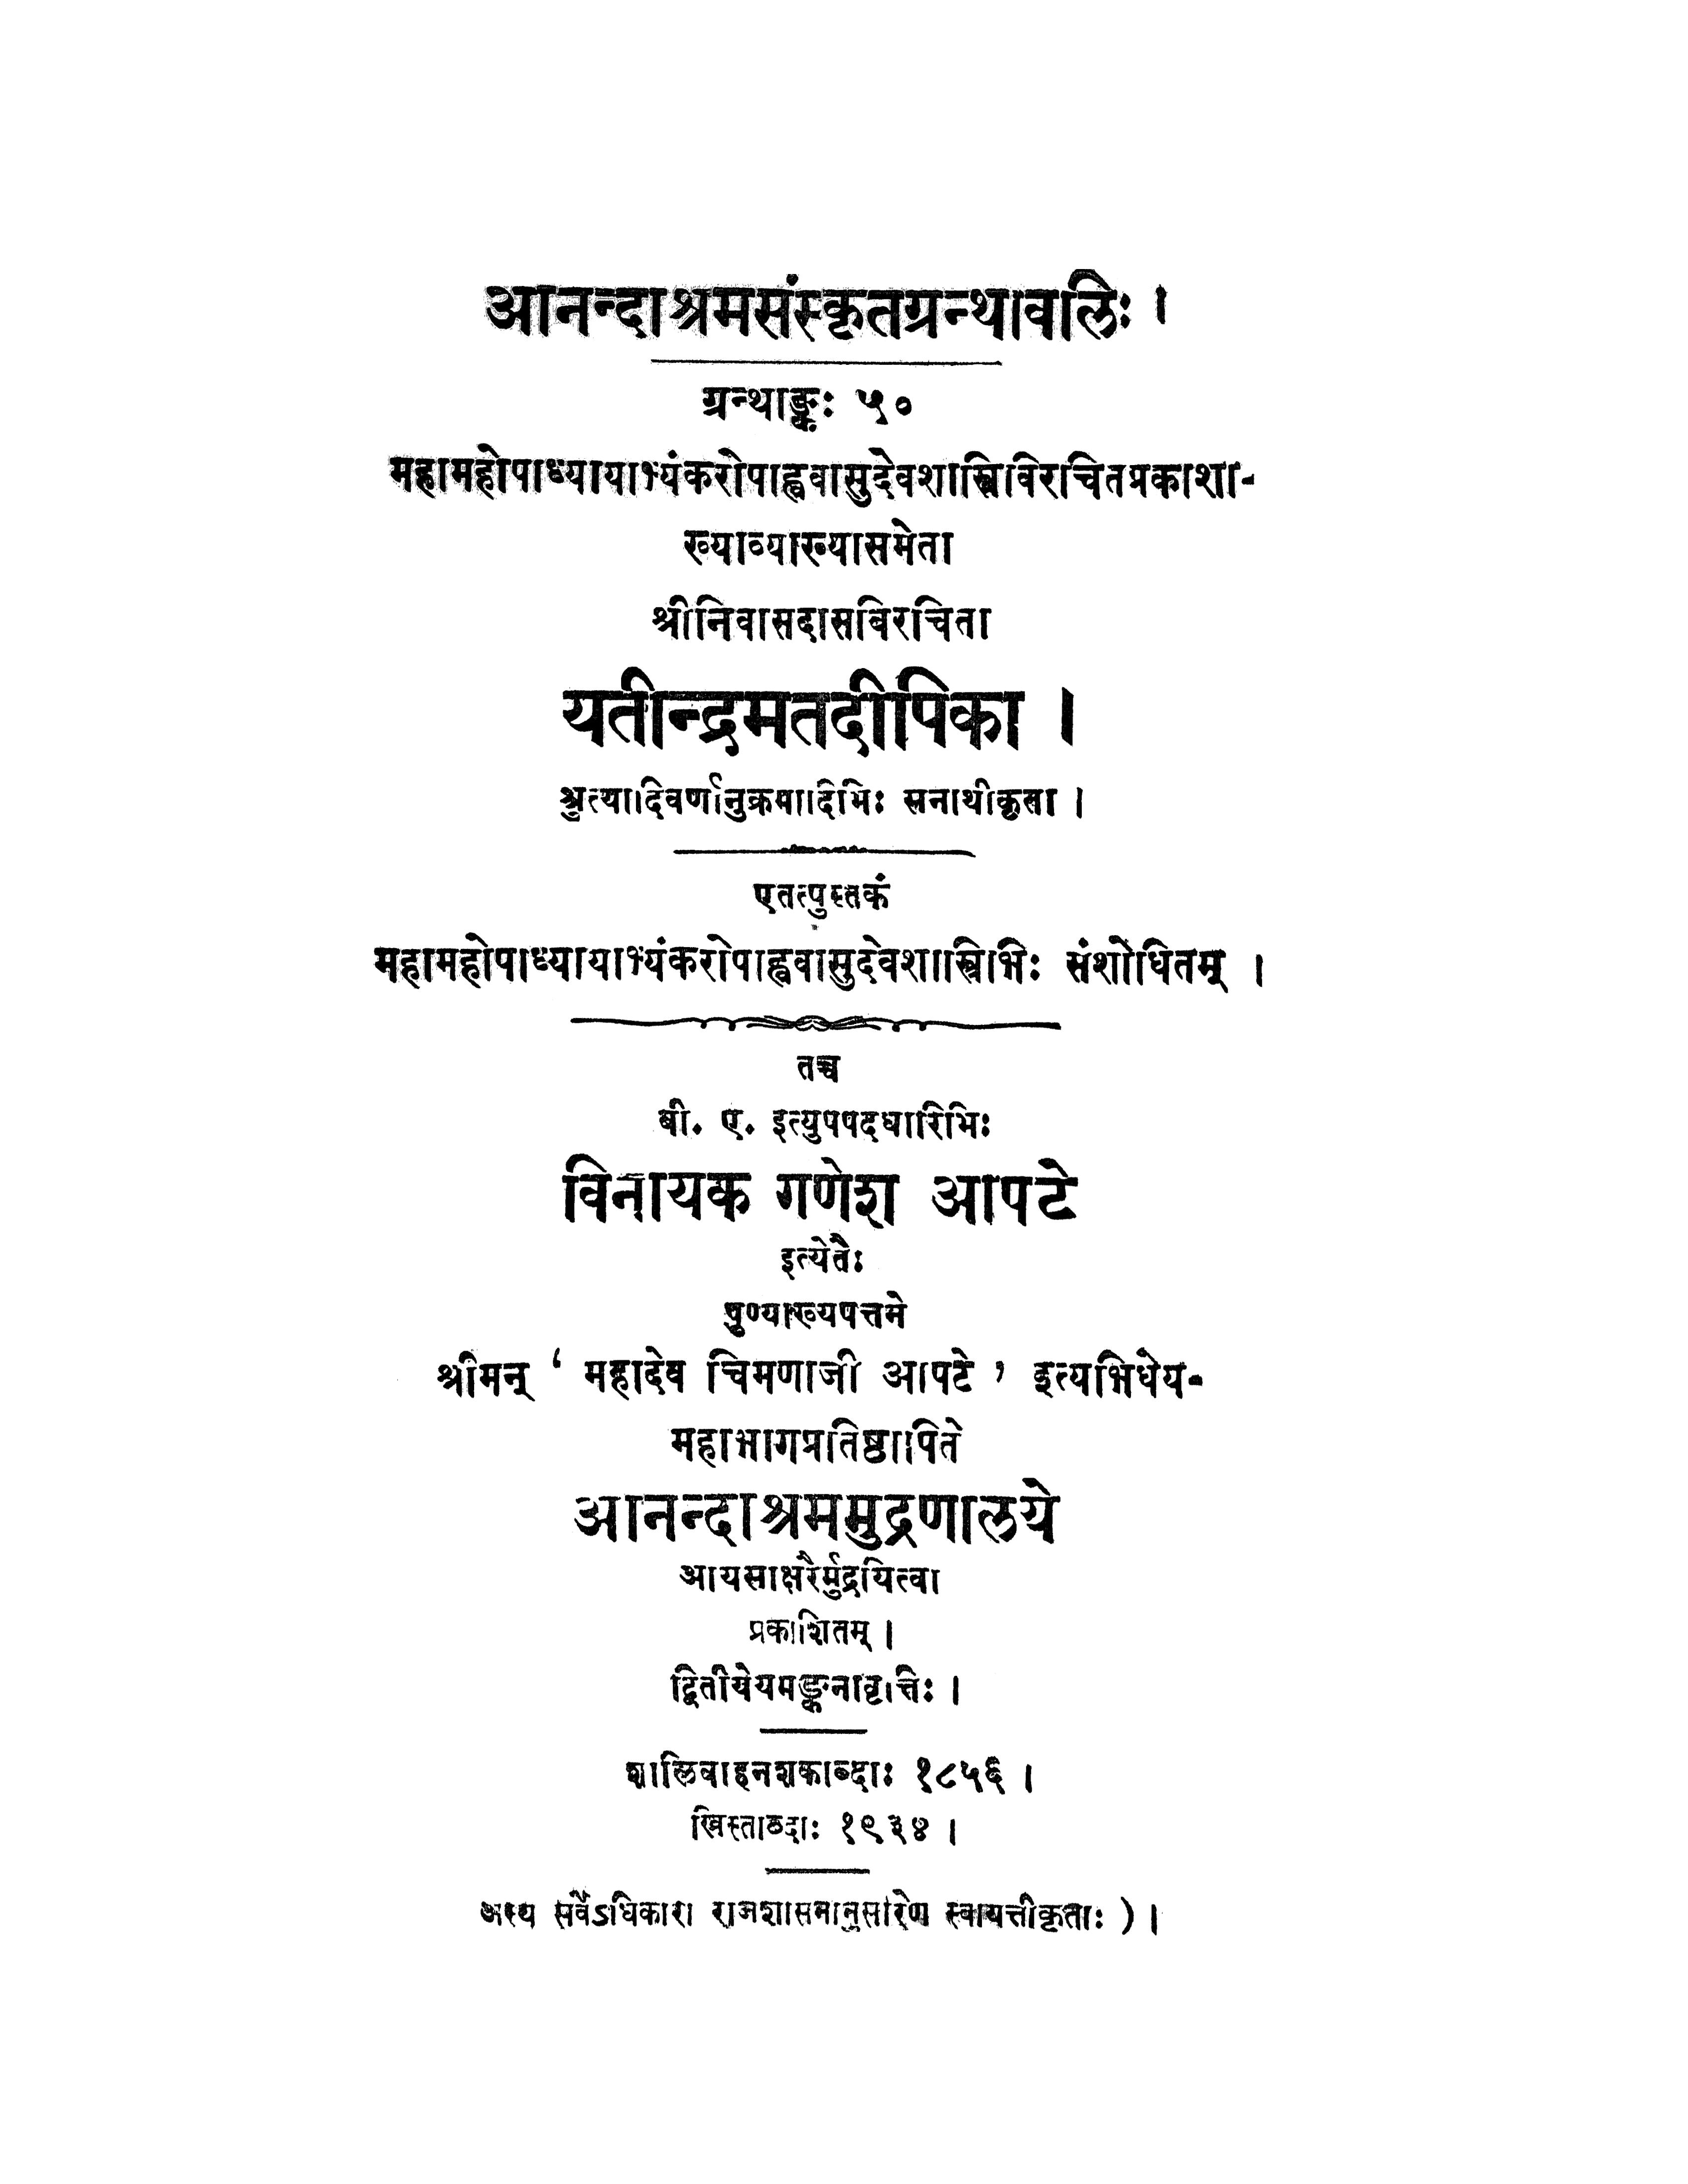 आनन्दाश्रमसंस्कृतग्रन्थावलिः ।
ग्रन्थाङ्कः ५०
महामहोपाध्यायाभ्यंकरोपाह्ववासुदेवशास्त्रिविरचितप्रकाशा-
ख्याव्याख्यासमेता
श्रीनिवासदासविरचिता
यतीन्द्रमतदीपिका ।
श्रुत्यादिवर्णानुक्रमादिभिः सनाथीकृता ।
एतत्पुस्तकं
महामहोपाध्यायाभ्यंकरोपाह्ववासुदेवशास्त्रिभिः संशोधितम् ।
तच्च
बी. ए. इत्युपपदधारिभिः
विनायक गणेश आपटे
इत्येतैः
पुण्याख्यपत्तने
श्रीमन् ‘ महादेव चिमणाजी आपटे ’ इत्यभिधेय-
महाभागप्रतिष्ठापिते
आनन्दाश्रममुद्रणालये
आयसाक्षरैर्मुद्रयित्वा
प्रकाशितम् ।
द्वितीयेयमङ्कनावृत्तिः ।
शालिवाहनशकाब्दाः १८५६ ।
ख्रिस्ताब्दाः १९३४ ।
अस्य सर्वेऽधिकारा राजशासनानुसारेण स्वायत्तीकृताः ) ।